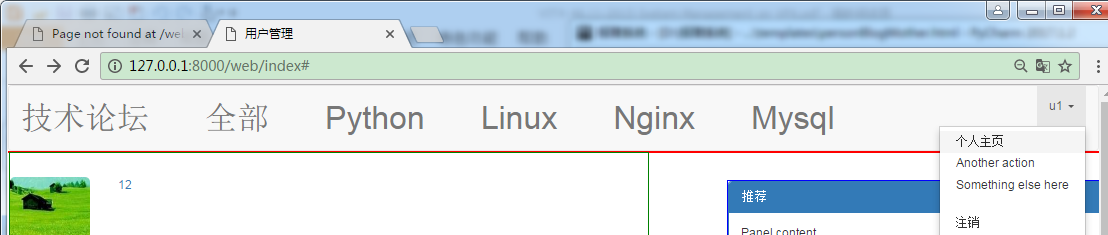 Page not found at /web
用户管理
127.0.0.1:8000/web/index#
技术论坛 全部 Python Linux Nginx Mysql
u1
个人主页
Another action
Something else here
注销
12
推荐
Panel content